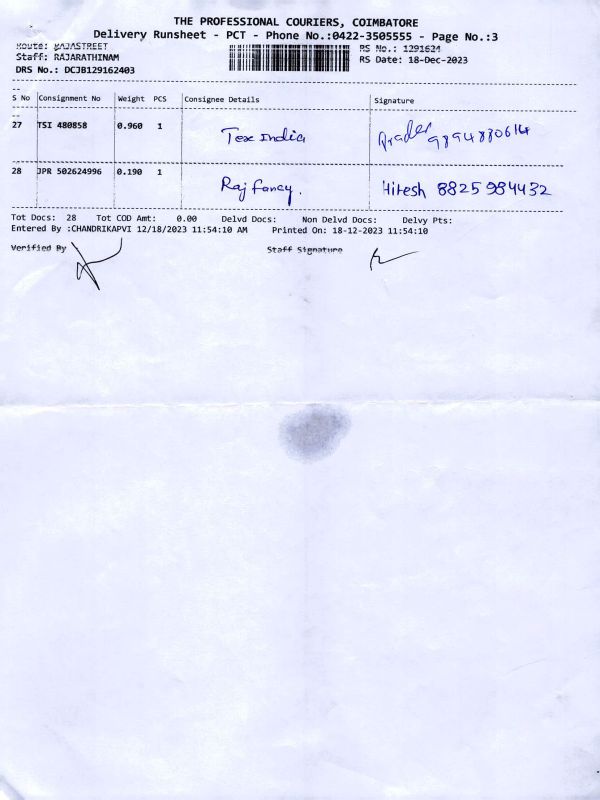 THE PROFESSIONAL COURIERS, COIMBATORE
Delivery Runsheet - PCT - Phone No.:0422-3505555 - Page No.:3
Route: RAJASTREET
RS No.: 1291624
Staff: RAJARATHINAM
RS Date: 18-Dec-2023
DRS No.: DCJB129162403
S No Consignment No Weight PCS Consignee Details Signature
27 TSI 480858 0.960 1 Tex India 9894880614
28 JPR 502624996 0.190 1 Raj fancy. Hitesh 8825984432
Tot Docs: 28 Tot COD Amt: 0.00 Delvd Docs: Non Delvd Docs: Delvy Pts:
Entered By :CHANDRIKAPVI 12/18/2023 11:54:10 AM Printed On: 18-12-2023 11:54:10
Verified By Staff Signature